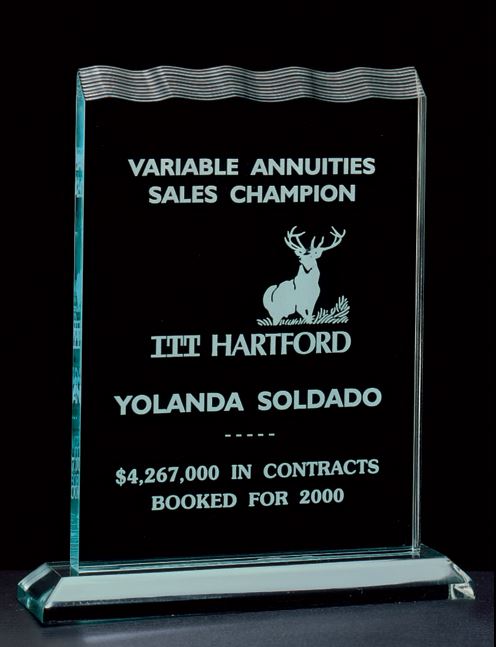 VARIABLE ANNUITIES
SALES CHAMPION
ITT HARTFORD
YOLANDA SOLDADO
-----
$4,267,000 IN CONTRACTS
BOOKED FOR 2000